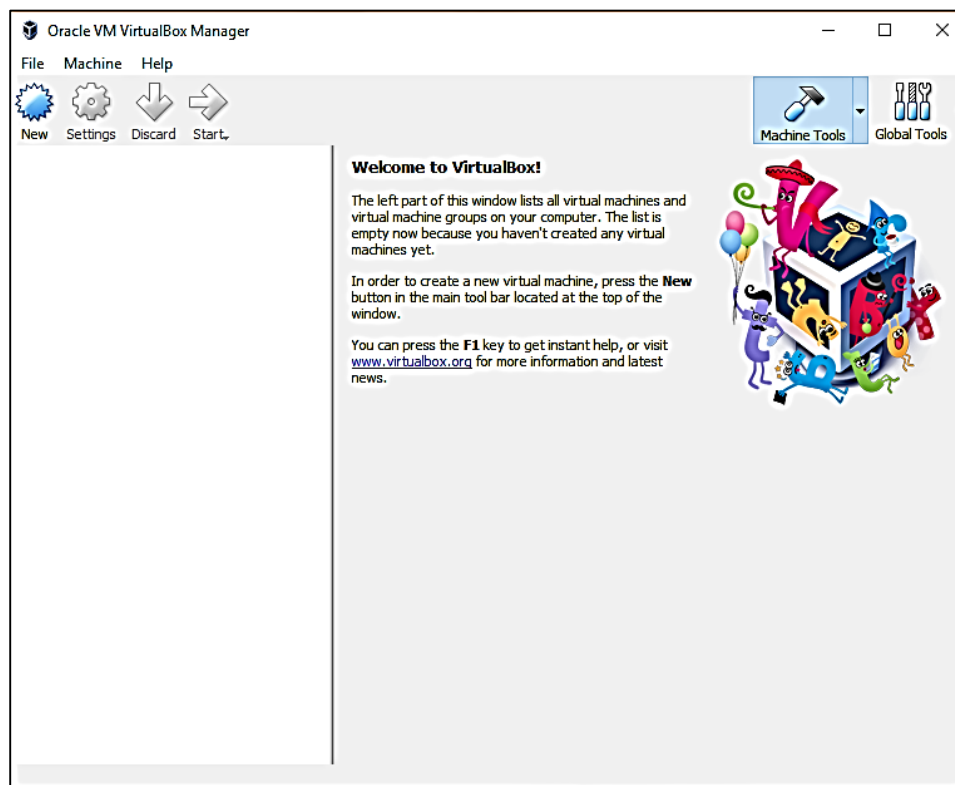 Oracle VM VirtualBox Manager
File Machine Help
New Settings Discard Start
Machine Tools Global Tools
Welcome to VirtualBox!
The left part of this window lists all virtual machines and
virtual machine groups on your computer. The list is
empty now because you haven't created any virtual
machines yet.
In order to create a new virtual machine, press the New
button in the main tool bar located at the top of the
window.
You can press the F1 key to get instant help, or visit
www.virtualbox.org for more information and latest
news.